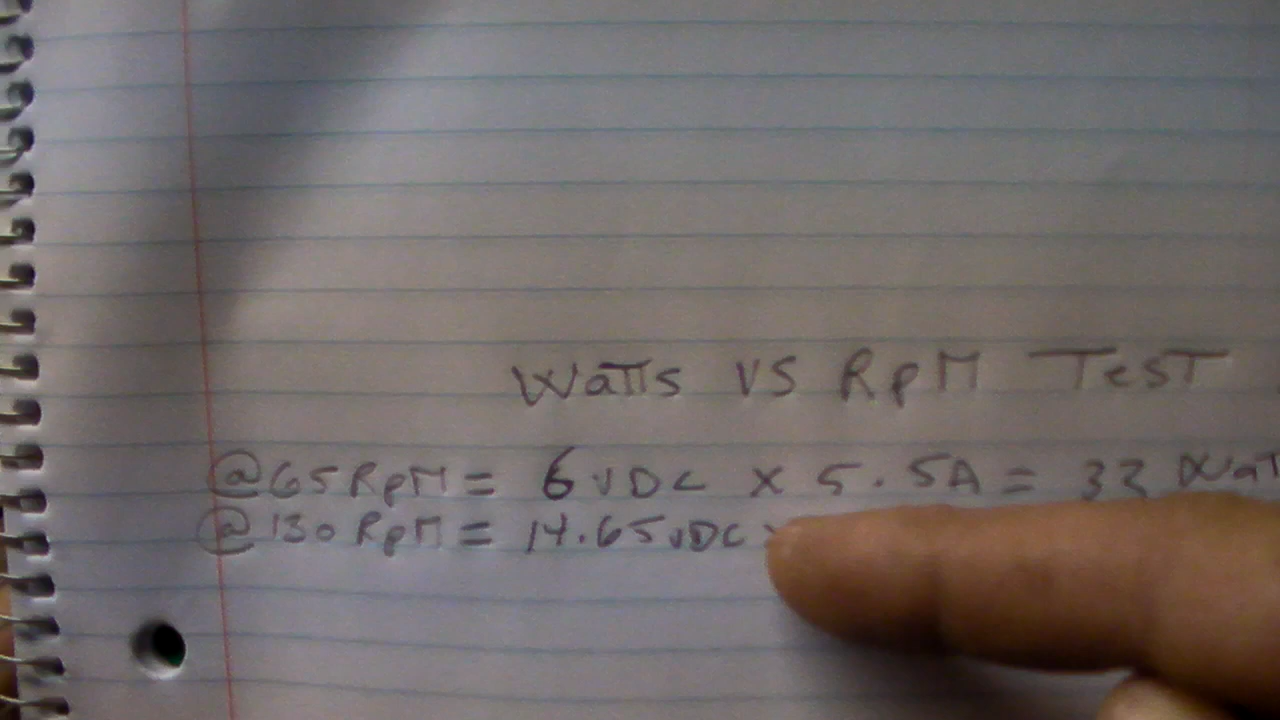 Watts VS RPM Test
@65 RPM = 6 VDC x 5.5A = 33
@130 RPM = 14.65 VDC x